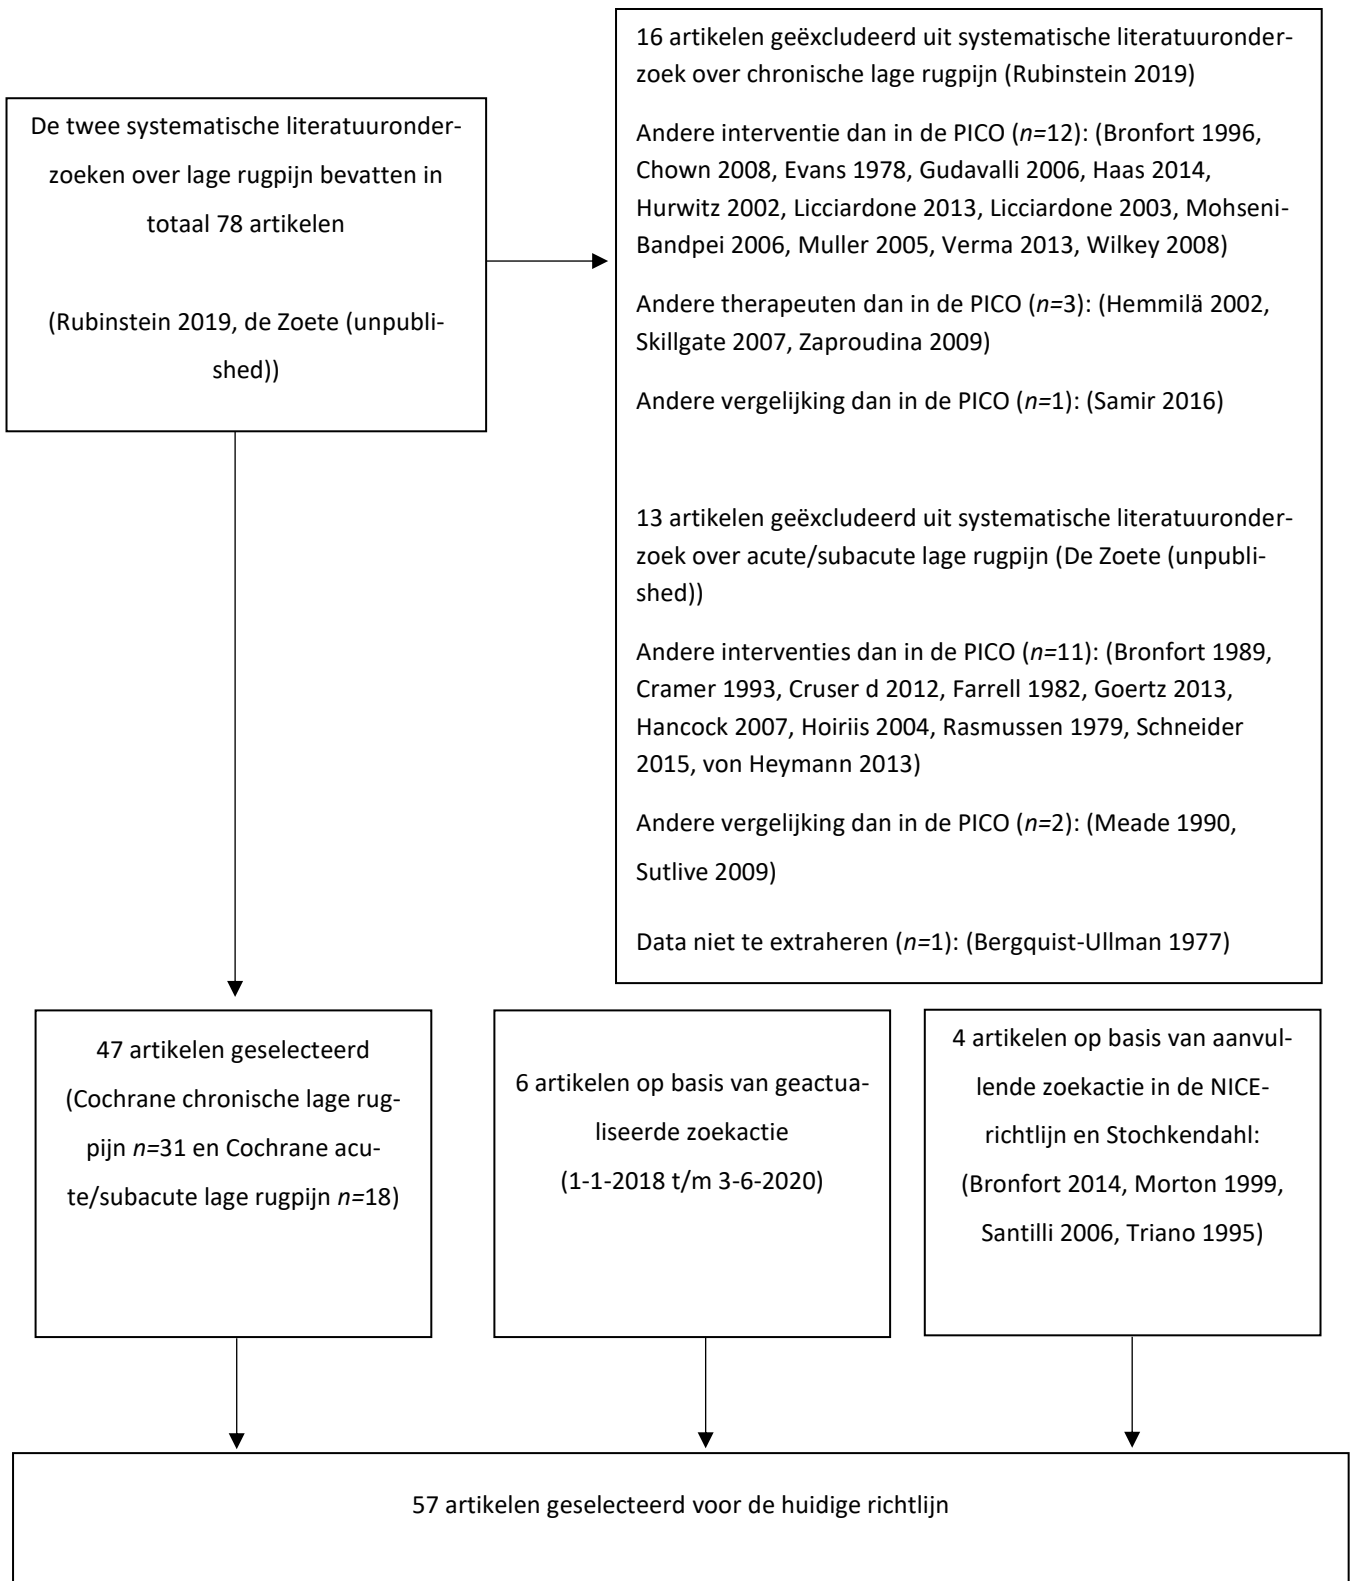 De twee systematische literatuuronder-
zoeken over lage rugpijn bevatten in
totaal 78 artikelen
(Rubinstein 2019, de Zoete (unpubli-
shed))
16 artikelen geëxcludeerd uit systematische literatuuronder-
zoek over chronische lage rugpijn (Rubinstein 2019)
Andere interventie dan in de PICO (n=12): (Bronfort 1996,
Chown 2008, Evans 1978, Gudavalli 2006, Haas 2014,
Hurwitz 2002, Licciardone 2013, Licciardone 2003, Mohseni-
Bandpei 2006, Muller 2005, Verma 2013, Wilkey 2008)
Andere therapeuten dan in de PICO (n=3): (Hemmilä 2002,
Skillgate 2007, Zaproudina 2009)
Andere vergelijking dan in de PICO (n=1): (Samir 2016)
13 artikelen geëxcludeerd uit systematische literatuuronder-
zoek over acute/subacute lage rugpijn (De Zoete (unpubli-
shed))
Andere interventies dan in de PICO (n=11): (Bronfort 1989,
Cramer 1993, Cruser d 2012, Farrell 1982, Goertz 2013,
Hancock 2007, Hoiriis 2004, Rasmussen 1979, Schneider
2015, von Heymann 2013)
Andere vergelijking dan in de PICO (n=2): (Meade 1990,
Sutlive 2009)
Data niet te extraheren (n=1): (Bergquist-Ullman 1977)
47 artikelen geselecteerd
(Cochrane chronische lage rug-
pijn n=31 en Cochrane acu-
te/subacute lage rugpijn n=18)
6 artikelen op basis van geactua-
liseerde zoekactie
(1-1-2018 t/m 3-6-2020)
4 artikelen op basis van aanvul-
lende zoekactie in de NICE-
richtlijn en Stochkendahl:
(Bronfort 2014, Morton 1999,
Santilli 2006, Triano 1995)
57 artikelen geselecteerd voor de huidige richtlijn